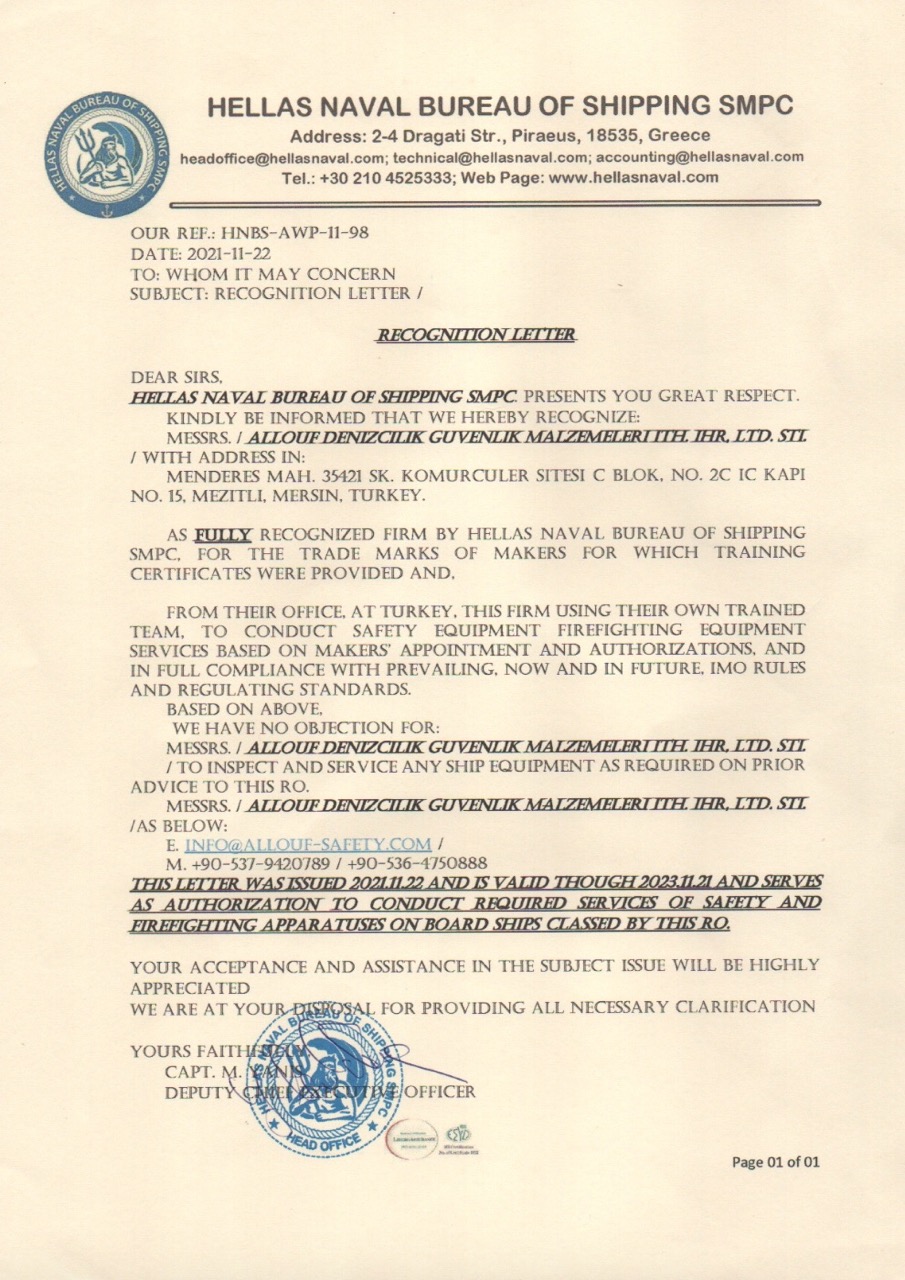 HELLAS NAVAL BUREAU OF SHIPPING SMPC
HELLAS NAVAL BUREAU OF SHIPPING SMPC
Address: 2-4 Dragati Str., Piraeus, 18535, Greece
headoffice@hellasnaval.com; technical@hellasnaval.com; accounting@hellasnaval.com
Tel.: +30 210 4525333; Web Page: www.hellasnaval.com
OUR REF.: HNBS-AWP-11-98
DATE: 2021-11-22
TO: WHOM IT MAY CONCERN
SUBJECT: RECOGNITION LETTER /
RECOGNITION LETTER
DEAR SIRS,
HELLAS NAVAL BUREAU OF SHIPPING SMPC. PRESENTS YOU GREAT RESPECT.
KINDLY BE INFORMED THAT WE HEREBY RECOGNIZE:
MESSRS. / ALLOUF DENIZCILIK GUVENLIK MALZEMELERI ITH. IHR, LTD. STI.
/ WITH ADDRESS IN:
MENDERES MAH. 35421 SK. KOMURCULER SITESI C BLOK, NO. 2C IC KAPI
NO. 15, MEZITLI, MERSIN, TURKEY.
AS FULLY RECOGNIZED FIRM BY HELLAS NAVAL BUREAU OF SHIPPING
SMPC, FOR THE TRADE MARKS OF MAKERS FOR WHICH TRAINING
CERTIFICATES WERE PROVIDED AND,
FROM THEIR OFFICE, AT TURKEY, THIS FIRM USING THEIR OWN TRAINED
TEAM, TO CONDUCT SAFETY EQUIPMENT FIREFIGHTING EQUIPMENT
SERVICES BASED ON MAKERS' APPOINTMENT AND AUTHORIZATIONS, AND
IN FULL COMPLIANCE WITH PREVAILING, NOW AND IN FUTURE, IMO RULES
AND REGULATING STANDARDS.
BASED ON ABOVE,
WE HAVE NO OBJECTION FOR:
MESSRS. / ALLOUF DENIZCILIK GUVENLIK MALZEMELERI ITH. IHR, LTD. STI.
/ TO INSPECT AND SERVICE ANY SHIP EQUIPMENT AS REQUIRED ON PRIOR
ADVICE TO THIS RO.
MESSRS. / ALLOUF DENIZCILIK GUVENLIK MALZEMELERI ITH. IHR, LTD. STI.
/AS BELOW:
E. INFO@ALLOUF-SAFETY.COM /
M. +90-537-9420789 / +90-536-4750888
THIS LETTER WAS ISSUED 2021.11.22 AND IS VALID THOUGH 2023.11.21 AND SERVES
AS AUTHORIZATION TO CONDUCT REQUIRED SERVICES OF SAFETY AND
FIREFIGHTING APPARATUSES ON BOARD SHIPS CLASSED BY THIS RO.
YOUR ACCEPTANCE AND ASSISTANCE IN THE SUBJECT ISSUE WILL BE HIGHLY
APPRECIATED
WE ARE AT YOUR DISPOSAL FOR PROVIDING ALL NECESSARY CLARIFICATION
YOURS FAITHFULLY
CAPT. M. YANIS
DEPUTY CHIEF EXECUTIVE OFFICER
HELLAS NAVAL BUREAU OF SHIPPING SMPC
HEAD OFFICE
Page 01 of 01